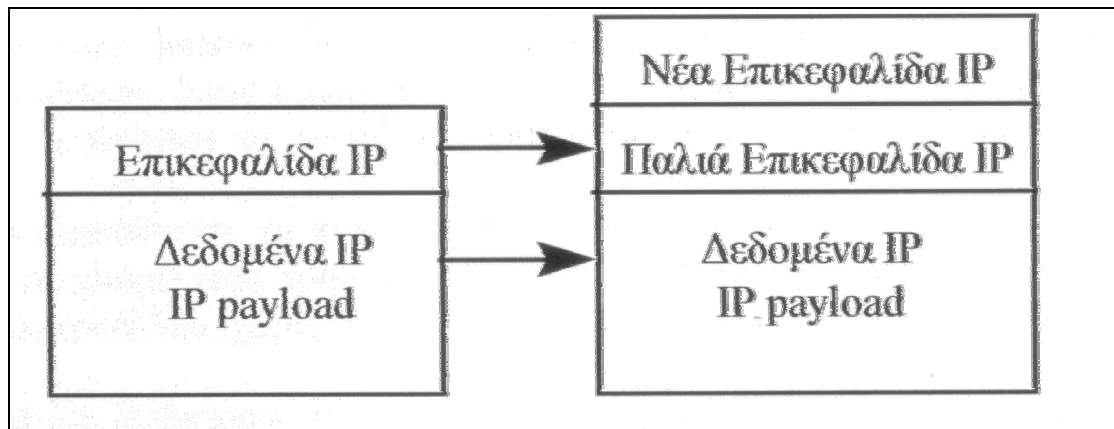 Επικεφαλίδα IP
Δεδομένα IP
IP payload
Νέα Επικεφαλίδα IP
Παλιά Επικεφαλίδα IP
Δεδομένα IP
IP payload